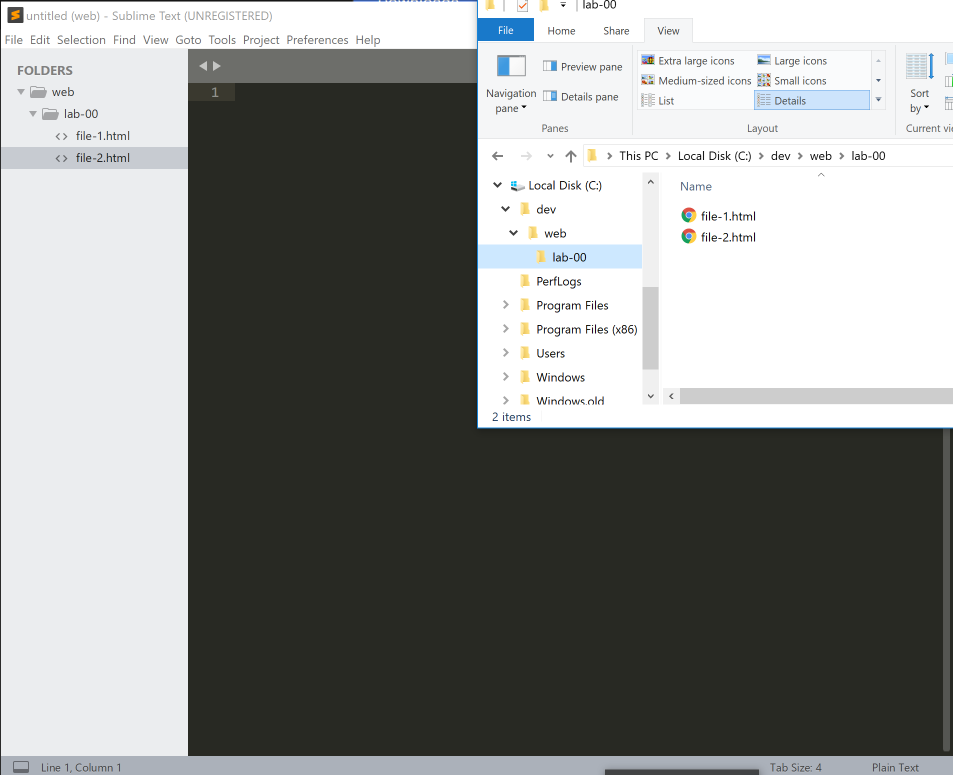 untitled (web) - Sublime Text (UNREGISTERED)
File Edit Selection Find View Goto Tools Project Preferences Help
FOLDERS
web
lab-00
<> file-1.html
<> file-2.html
1
Line 1, Column 1
Tab Size: 4
Plain Text
lab-00
File Home Share View
Navigation
pane
Preview pane
Details pane
Panes
Extra large icons
Large icons
Medium-sized icons
Small icons
List
Details
Layout
Sort
by
Current
This PC > Local Disk (C:) > dev > web > lab-00
Local Disk (C:)
dev
web
lab-00
PerfLogs
Program Files
Program Files (x86)
Users
Windows
Windows.old
Name
file-1.html
file-2.html
2 items